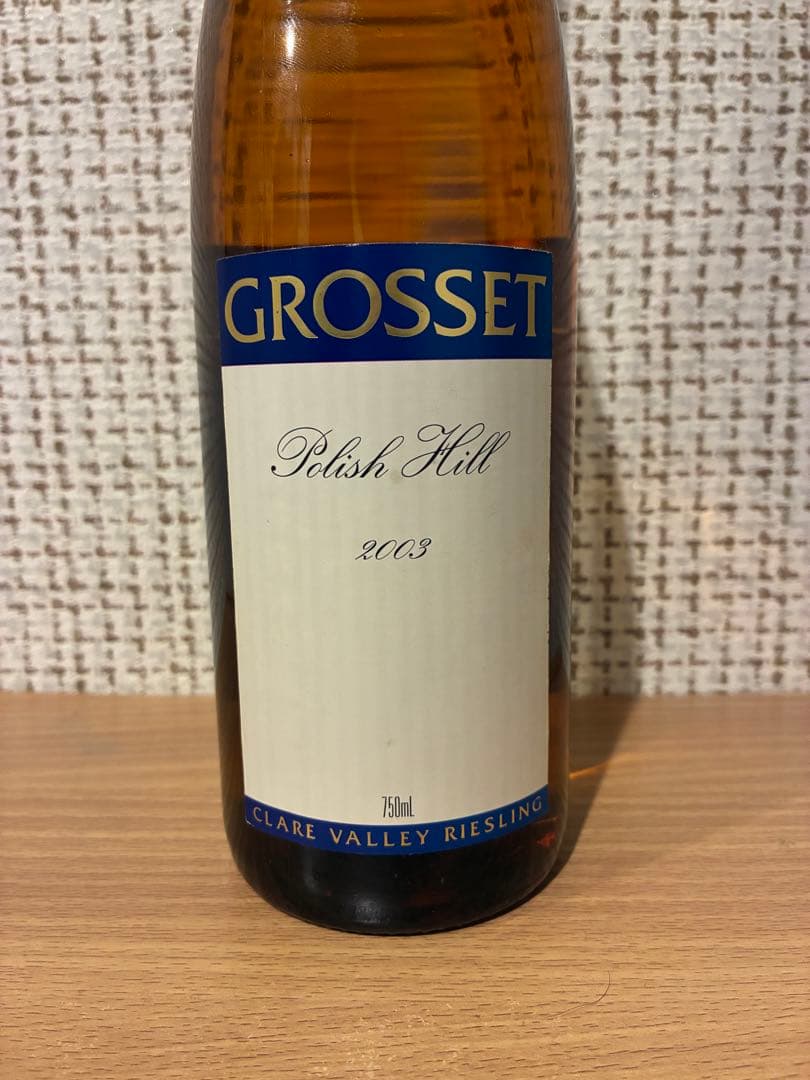 GROSSET
Polish Hill
2003
750mL
CLARE VALLEY RIESLING